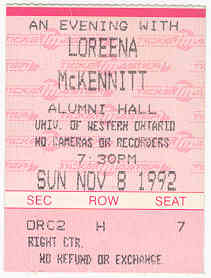 AN EVENING WITH
LOREENA
MCKENNITT
ALUMNI HALL
UNIV. OF WESTERN ONTARIO
NO CAMERAS OR RECORDERS
7:30PM
SUN NOV 8 1992
SEC ROW SEAT
ORC2 H 7
RIGHT CTR.
NO REFUND OR EXCHANGE